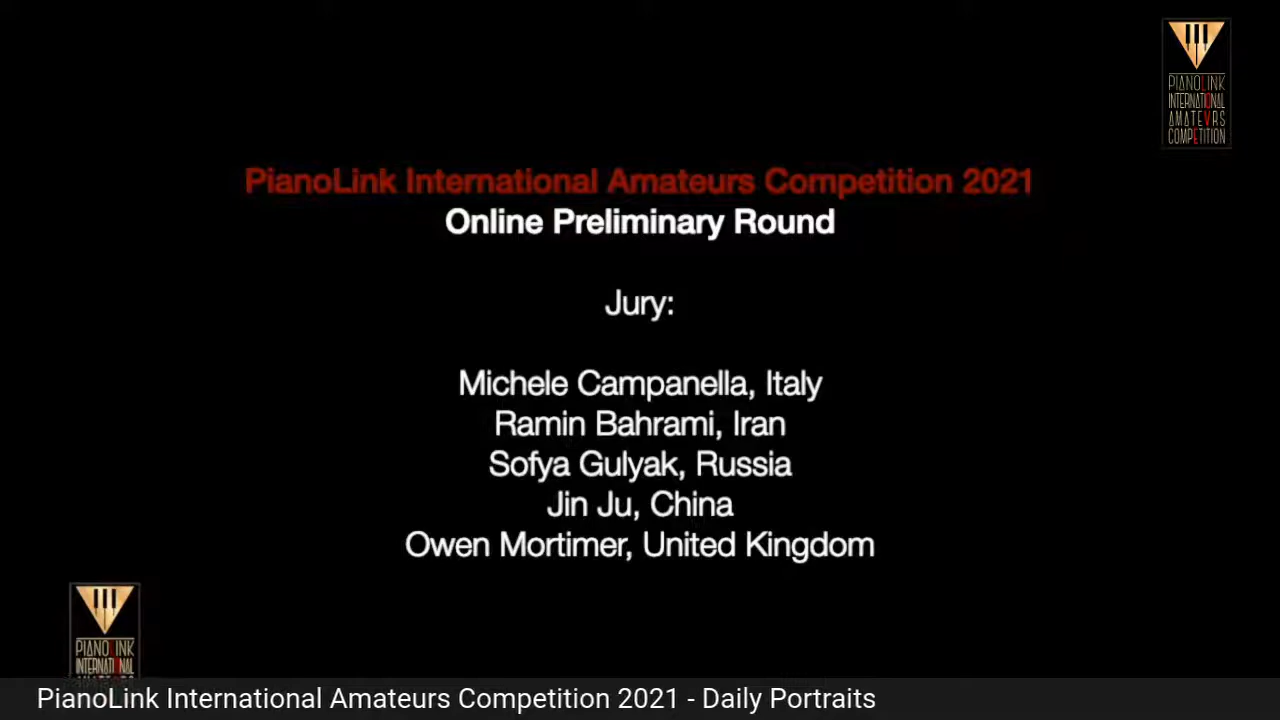 PIANOLINK
INTERNATIONAL
AMATEVRS
COMPETITION
PianoLink International Amateurs Competition 2021
Online Preliminary Round
Jury:
Michele Campanella, Italy
Ramin Bahrami, Iran
Sofya Gulyak, Russia
Jin Ju, China
Owen Mortimer, United Kingdom
PIANOLINK
INTERNATIONAL
PianoLink International Amateurs Competition 2021 - Daily Portraits